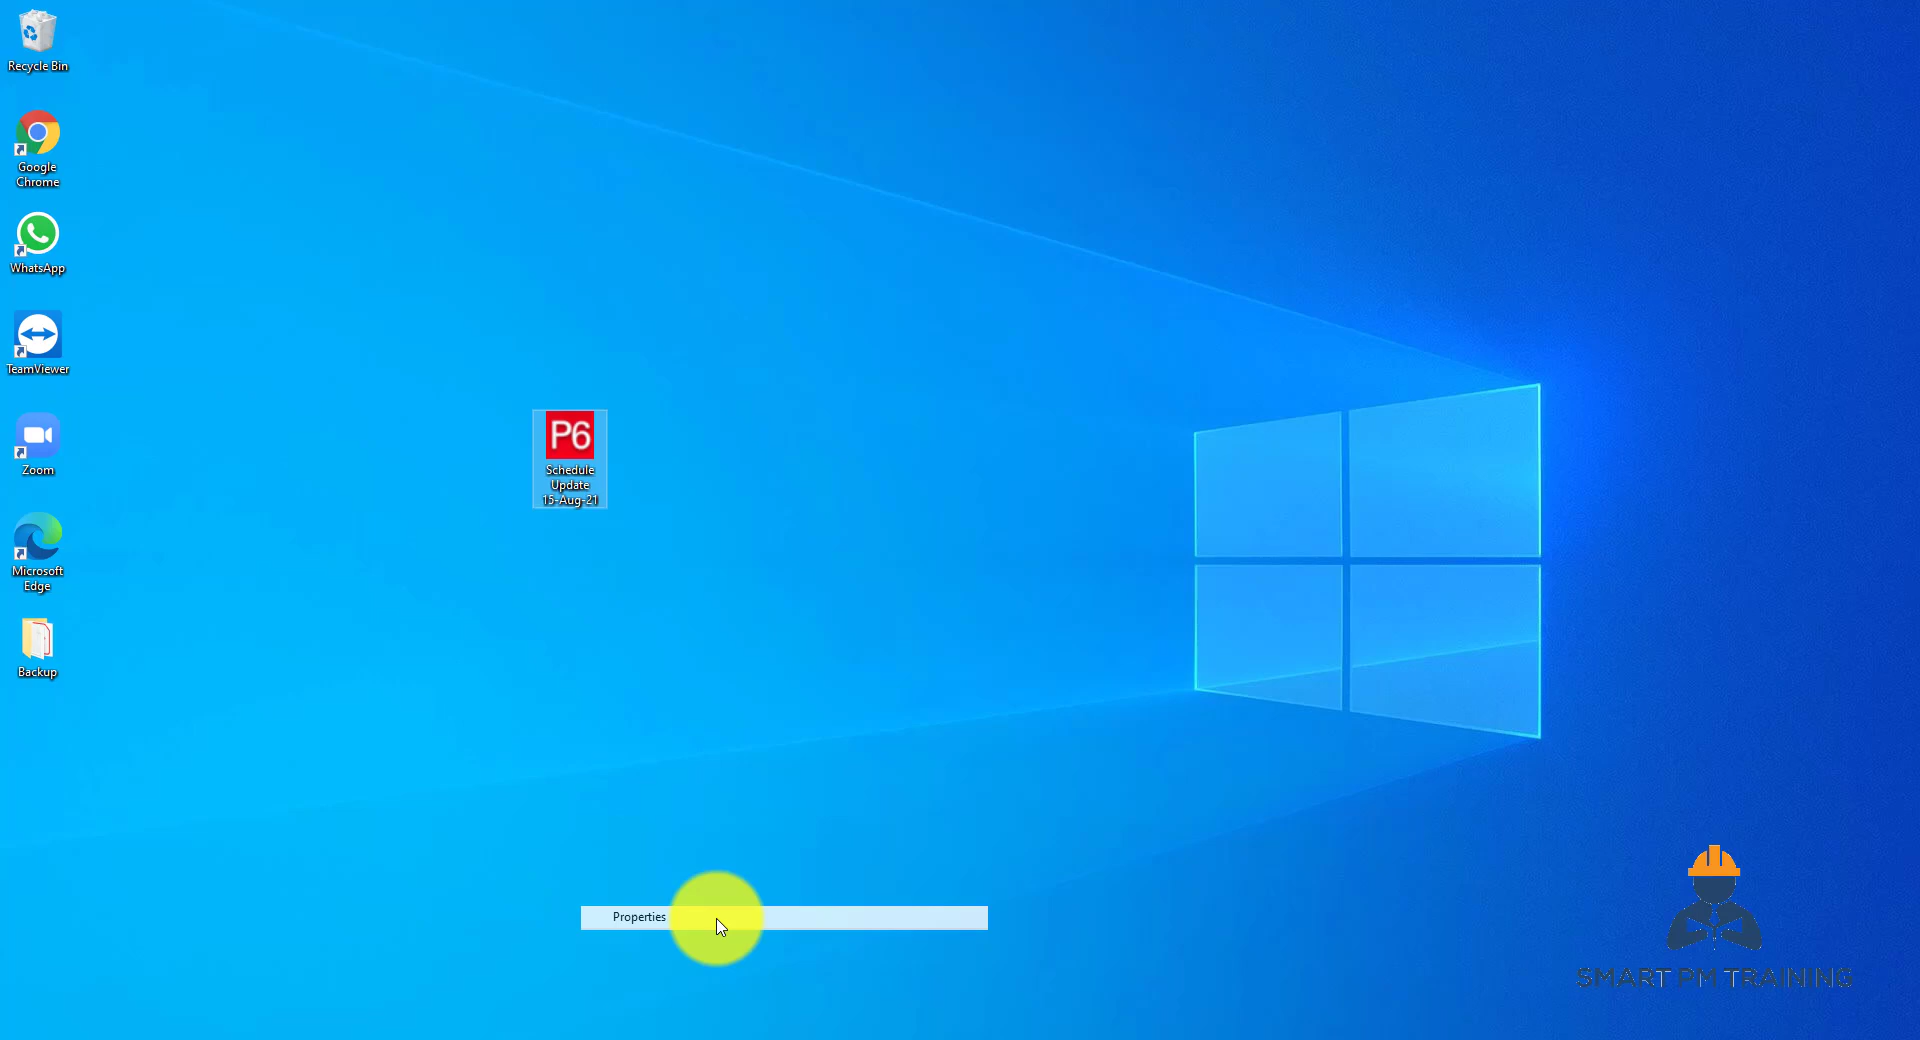 Recycle Bin
Google
Chrome
WhatsApp
TeamViewer
Zoom
Microsoft
Edge
Backup
P6
Schedule
Update
15-Aug-21
Properties
SMART PM TRAINING